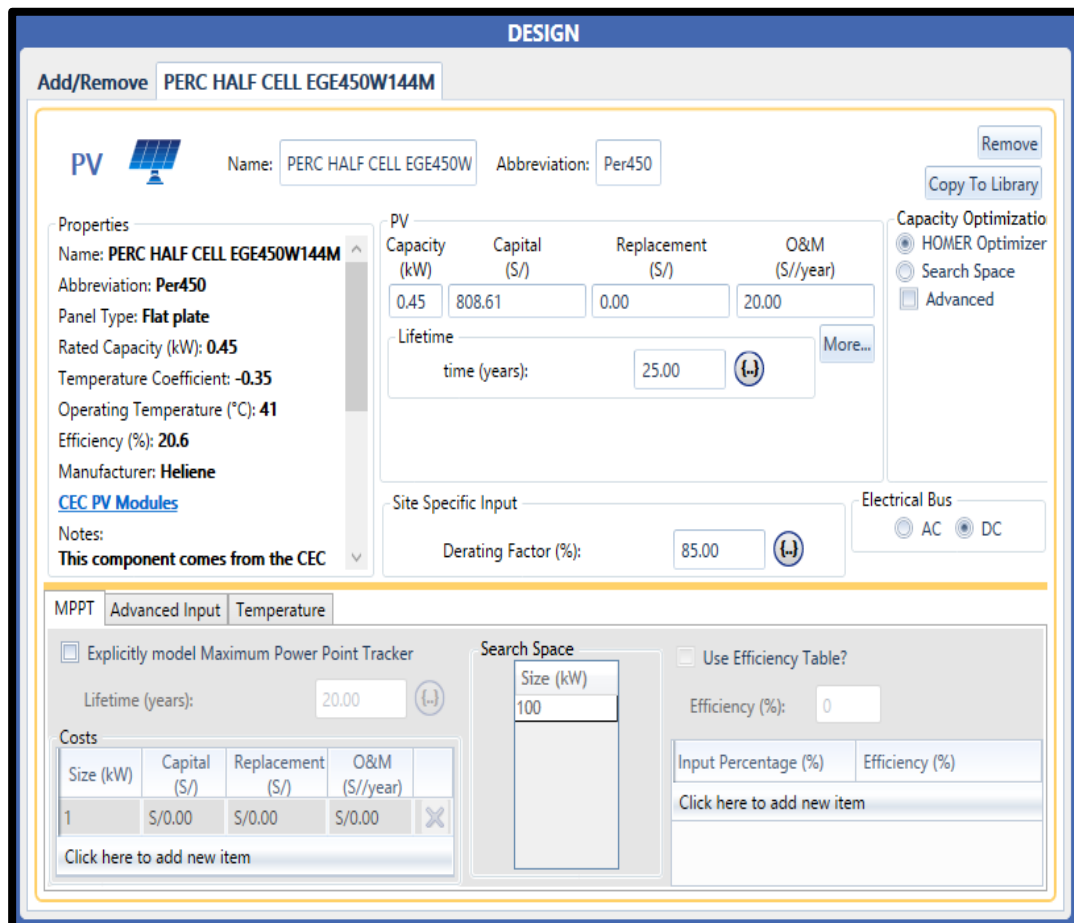 DESIGN
Add/Remove PERC HALF CELL EGE450W144M
PV Name: PERC HALF CELL EGE450W Abbreviation: Per450
Remove
Copy To Library
Properties
Name: PERC HALF CELL EGE450W144M
Abbreviation: Per450
Panel Type: Flat plate
Rated Capacity (kW): 0.45
Temperature Coefficient: -0.35
Operating Temperature (°C): 41
Efficiency (%): 20.6
Manufacturer: Heliene
CEC PV Modules
Notes:
This component comes from the CEC
PV
Capacity Capital Replacement O&M
(kW) (S/) (S/) (S//year)
0.45 808.61 0.00 20.00
Lifetime
time (years): 25.00 {..}
More...
Site Specific Input
Derating Factor (%): 85.00 {..}
Capacity Optimizatio
HOMER Optimizer
Search Space
Advanced
Electrical Bus
AC DC
MPPT Advanced Input Temperature
Explicitly model Maximum Power Point Tracker
Lifetime (years): 20.00 {..}
Costs
Size (kW) Capital Replacement O&M
(S/) (S/) (S//year)
1 S/0.00 S/0.00 S/0.00
Click here to add new item
Search Space
Size (kW)
100
Use Efficiency Table?
Efficiency (%): 0
Input Percentage (%) Efficiency (%)
Click here to add new item